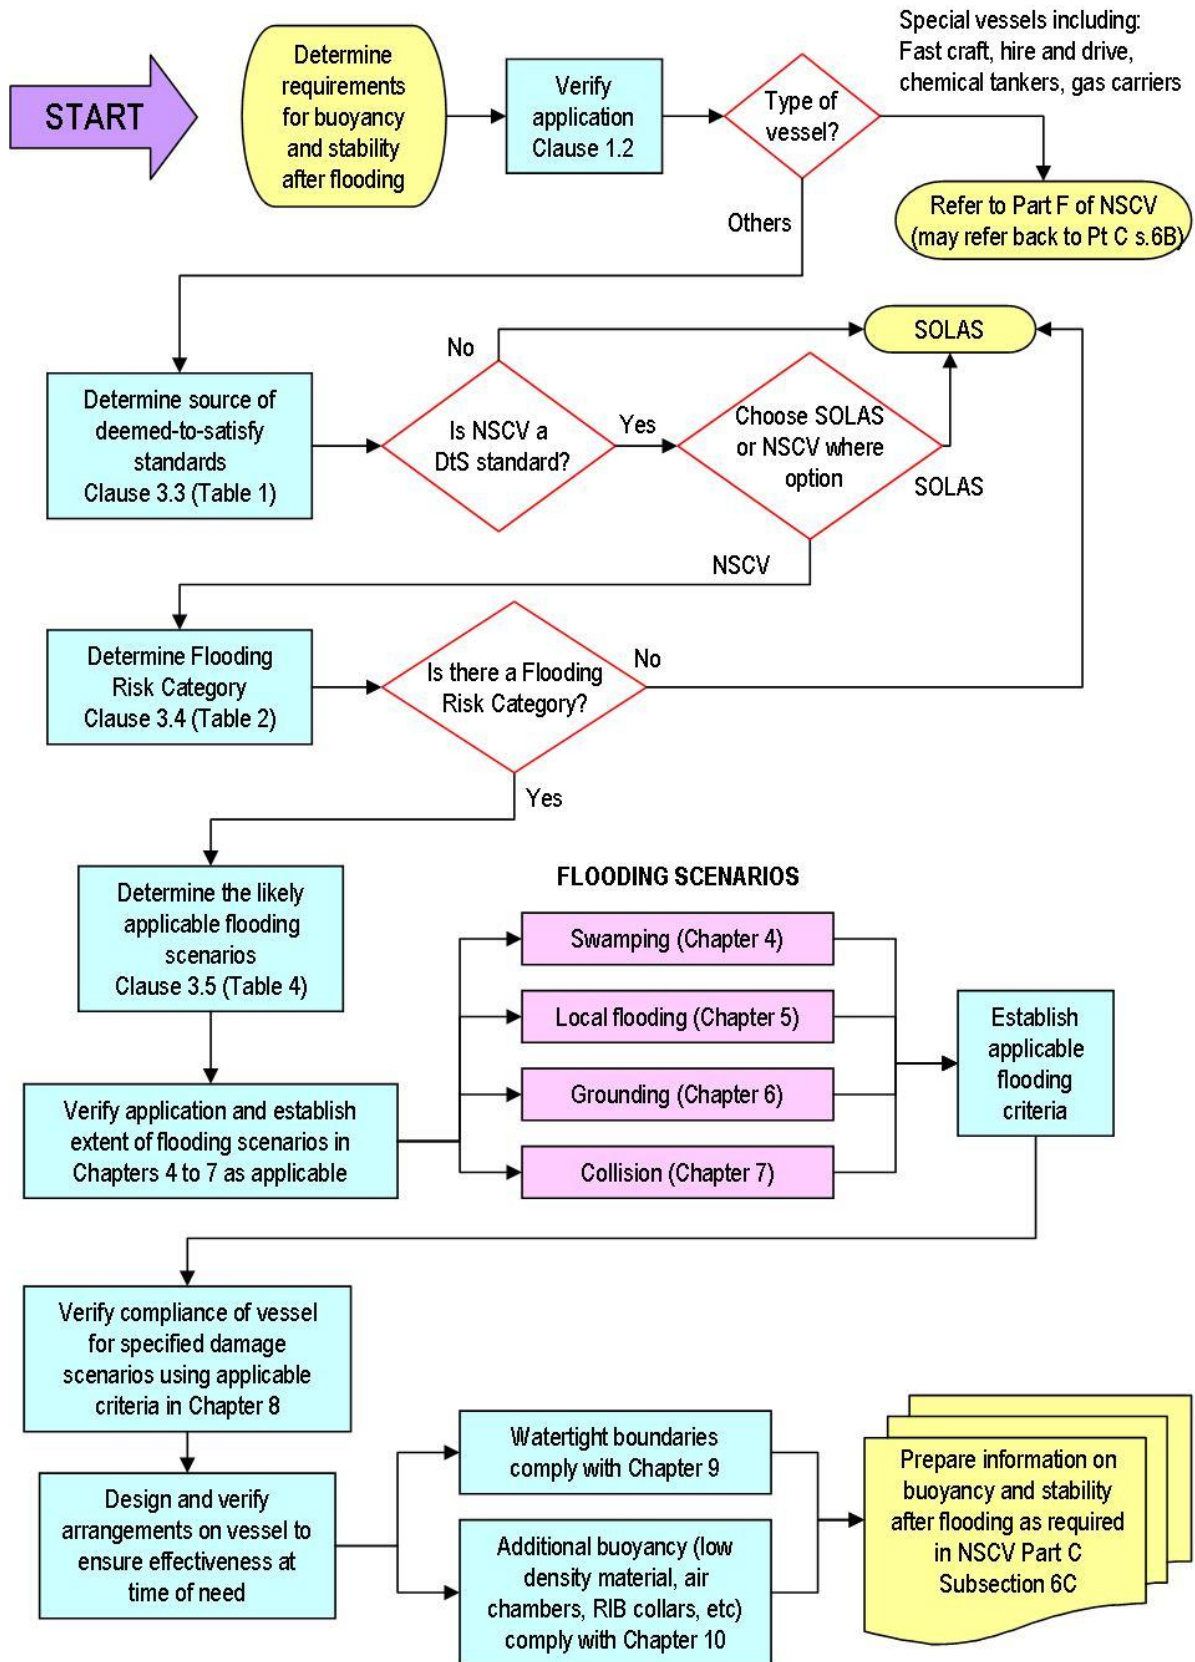 START
Determine
requirements
for buoyancy
and stability
after flooding
Verify
application
Clause 1.2
Type of
vessel?
Special vessels including:
Fast craft, hire and drive,
chemical tankers, gas carriers
Others
Refer to Part F of NSCV
(may refer back to Pt C s.6B)
Determine source of
deemed-to-satisfy
standards
Clause 3.3 (Table 1)
Is NSCV a
DtS standard?
No
Yes
Choose SOLAS
or NSCV where
option
SOLAS
SOLAS
NSCV
Determine Flooding
Risk Category
Clause 3.4 (Table 2)
Is there a Flooding
Risk Category?
No
Yes
Determine the likely
applicable flooding
scenarios
Clause 3.5 (Table 4)
Verify application and establish
extent of flooding scenarios in
Chapters 4 to 7 as applicable
FLOODING SCENARIOS
Swamping (Chapter 4)
Local flooding (Chapter 5)
Grounding (Chapter 6)
Collision (Chapter 7)
Establish
applicable
flooding
criteria
Verify compliance of vessel
for specified damage
scenarios using applicable
criteria in Chapter 8
Design and verify
arrangements on vessel to
ensure effectiveness at
time of need
Watertight boundaries
comply with Chapter 9
Additional buoyancy (low
density material, air
chambers, RIB collars, etc)
comply with Chapter 10
Prepare information on
buoyancy and stability
after flooding as required
in NSCV Part C
Subsection 6C